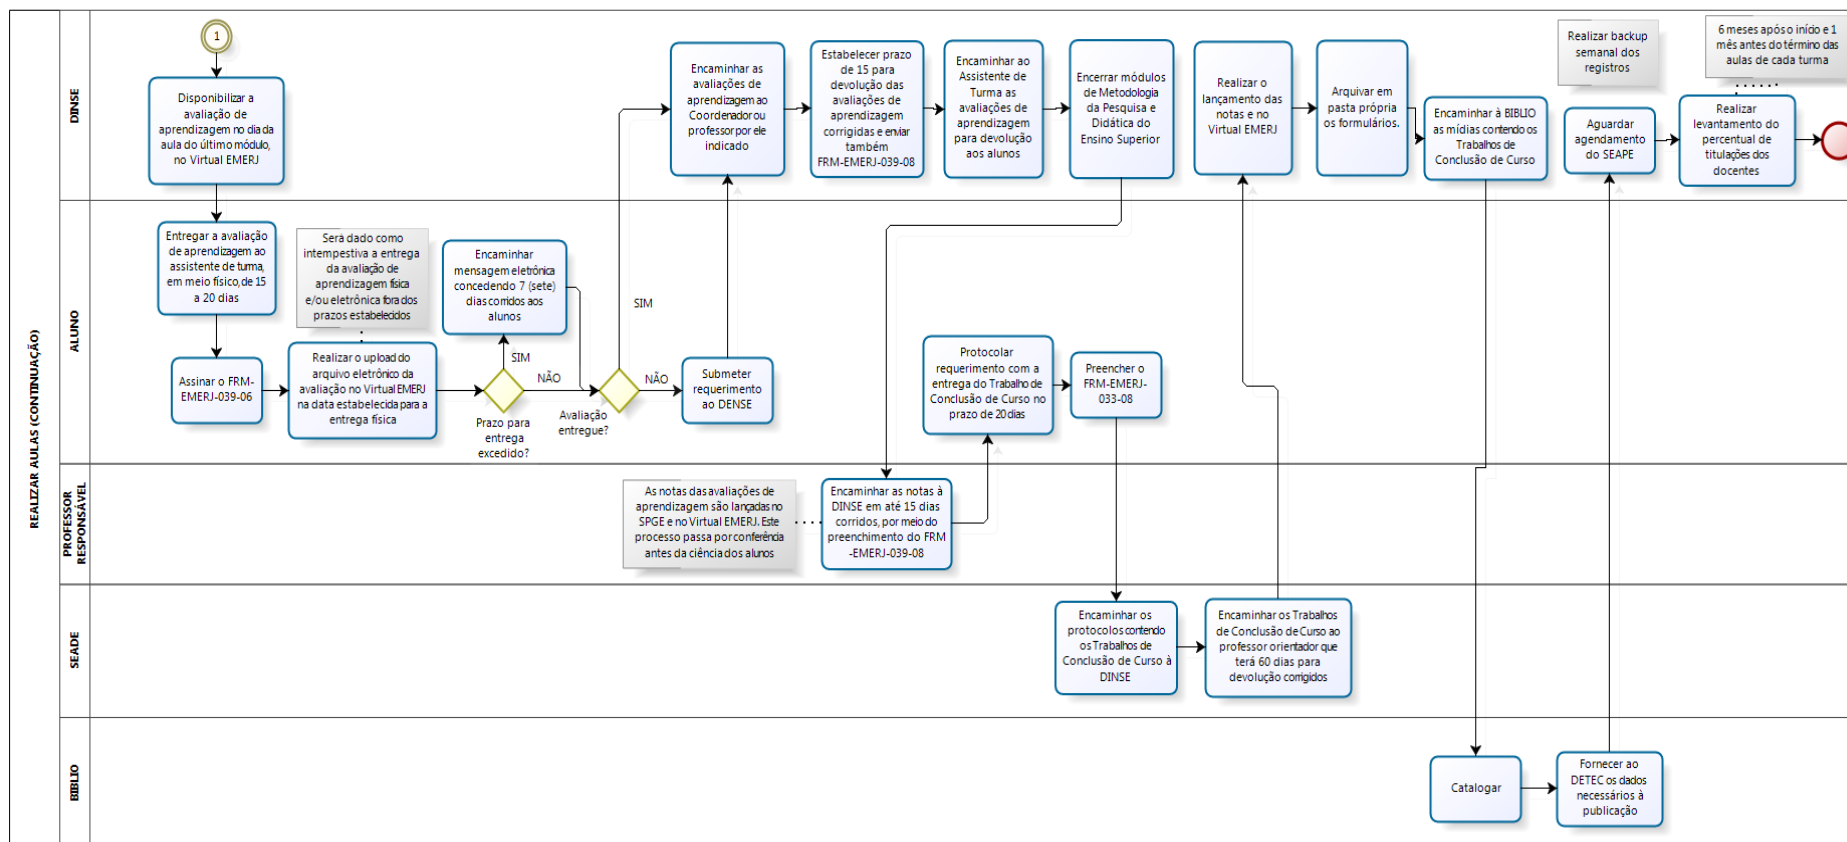 REALIZAR AULAS (CONTINUAÇÃO)
DINSE
1
Disponibilizar a
avaliação de
aprendizagem no dia da
aula do último módulo,
no Virtual EMERJ
Encaminhar as
avaliações de
aprendizagem ao
Coordenador ou
professor por ele
indicado
Estabelecer prazo
de 15 para
devolução das
avaliações de
aprendizagem
corrigidas e enviar
também
FRM-EMERJ-039-08
Encaminhar ao
Assistente de
Turma as
avaliações de
aprendizagem
para devolução
aos alunos
Encerrar módulos
de Metodologia
da Pesquisa e
Didática do
Ensino Superior
Realizar o
lançamento das
notas e no
Virtual EMERJ
Arquivar em
pasta própria
os formulários.
Encaminhar à BIBLIO
as mídias contendo os
Trabalhos de
Conclusão de Curso
Realizar backup
semanal dos
registros
Aguardar
agendamento
do SEAPE
6 meses após o início e 1
mês antes do término das
aulas de cada turma
Realizar
levantamento do
percentual de
titulações dos
docentes
ALUNO
Entregar a avaliação
de aprendizagem ao
assistente de turma,
em meio físico, de 15
a 20 dias
Assinar o FRM-
EMERJ-039-06
Será dado como
intempestiva a entrega
da avaliação de
aprendizagem física
e/ou eletrônica fora dos
prazos estabelecidos
Realizar o upload do
arquivo eletrônico da
avaliação no Virtual EMERJ
na data estabelecida para a
entrega física
Encaminhar
mensagem eletrônica
concedendo 7 (sete)
dias corridos aos
alunos
SIM
NÃO
Prazo para
entrega
excedido?
Avaliação
entregue?
SIM
NÃO
Submeter
requerimento
ao DENSE
Protocolar
requerimento com a
entrega do Trabalho de
Conclusão de Curso no
prazo de 20 dias
Preencher o
FRM-EMERJ-
033-08
PROFESSOR
RESPONSÁVEL
As notas das avaliações de
aprendizagem são lançadas no
SPGE e no Virtual EMERJ. Este
processo passa por conferência
antes da ciência dos alunos
Encaminhar as notas à
DINSE em até 15 dias
corridos, por meio do
preenchimento do FRM
-EMERJ-039-08
SEADE
Encaminhar os
protocolos contendo
os Trabalhos de
Conclusão de Curso à
DINSE
Encaminhar os Trabalhos
de Conclusão de Curso ao
professor orientador que
terá 60 dias para
devolução corrigidos
BIBLIO
Catalogar
Fornecer ao
DETEC os dados
necessários à
publicação